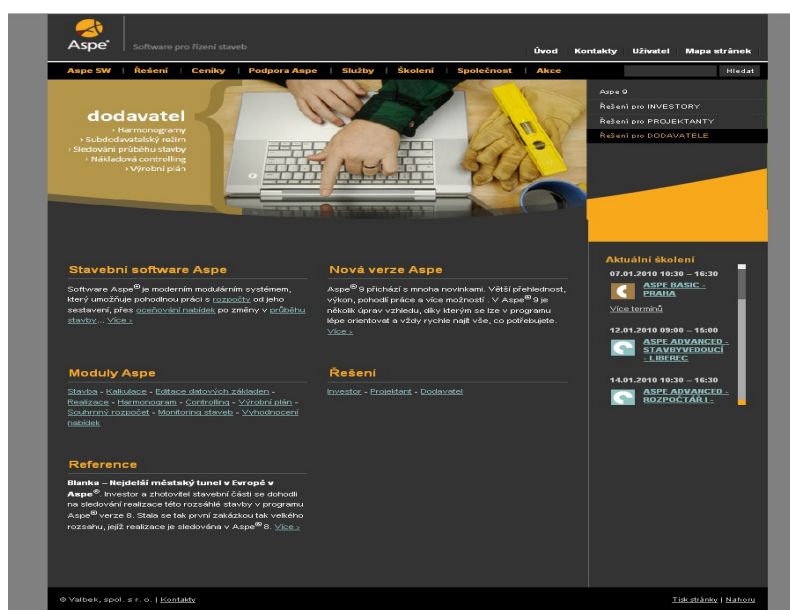 Aspe®
Software pro řízení staveb
Úvod Kontakty Uživatel Mapa stránek
Aspe SW | Řešení | Ceníky | Podpora Aspe | Služby | Školení | Společnost | Akce
Hledat
dodavatel
› Harmonogramy
› Subdodavatelský režim
› Sledování průběhu stavby
› Nákladová controlling
› Výrobní plán
Aspe 9
Řešení pro INVESTORY
Řešení pro PROJEKTANTY
Řešení pro DODAVATELE
Stavební software Aspe
Software Aspe® je moderním modulárním systémem,
který umožňuje pohodlnou práci s rozpočty od jeho
sestavení, přes oceňování nabídek po změny v průběhu
stavby... Více ›
Nová verze Aspe
Aspe® 9 přichází s mnoha novinkami. Větší přehlednost,
výkon, pohodlí práce a více možností . V Aspe® 9 je
několik úprav vzhledu, díky kterým se lze v programu
lépe orientovat a vždy rychle najít vše, co potřebujete.
Více ›
Moduly Aspe
Stavba - Kalkulace - Editace datových základen -
Realizace - Harmonogram - Controlling - Výrobní plán -
Souhrnný rozpočet - Monitoring staveb - Vyhodnocení
nabídek
Řešení
Investor - Projektant - Dodavatel
Reference
Blanka – Nejdelší městský tunel v Evropě v
Aspe®. Investor a zhotovitel stavební části se dohodli
na sledování realizace této rozsáhlé stavby v programu
Aspe® verze 8. Stala se tak první zakázkou tak velkého
rozsahu, jejíž realizace je sledována v Aspe® 8. Více ›
Aktuální školení
07.01.2010 10:30 – 16:30
ASPE BASIC -
PRAHA
Více termínů
12.01.2010 09:00 – 15:00
ASPE ADVANCED -
STAVBYVEDOUCÍ
- LIBEREC
14.01.2010 10:30 – 16:30
ASPE ADVANCED -
ROZPOČTÁŘ I -
© Valbek, spol. s r. o. | Kontakty
Tisk stránky | Nahoru